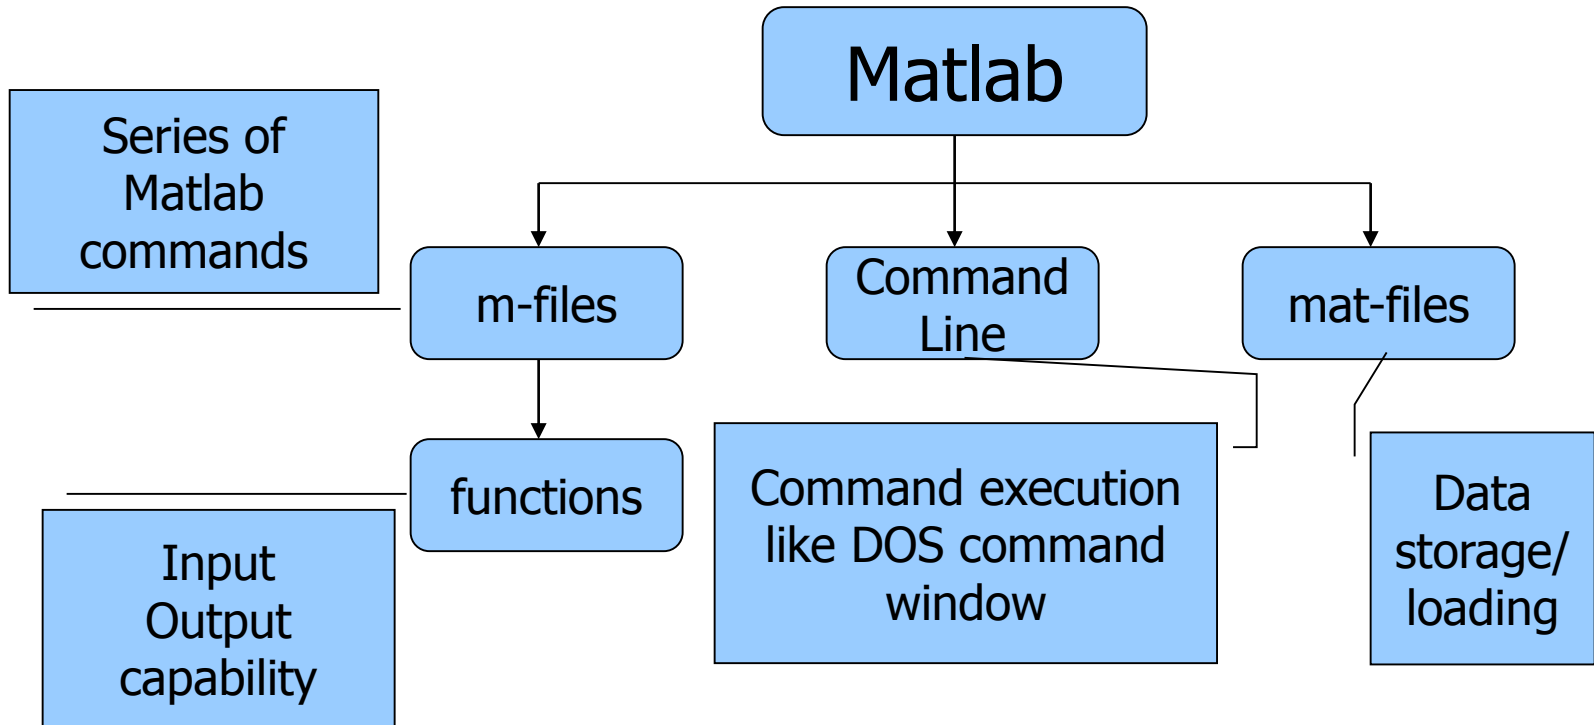 Matlab
Series of
Matlab
commands
m-files
Command
Line
mat-files
functions
Input
Output
capability
Command execution
like DOS command
window
Data
storage/
loading